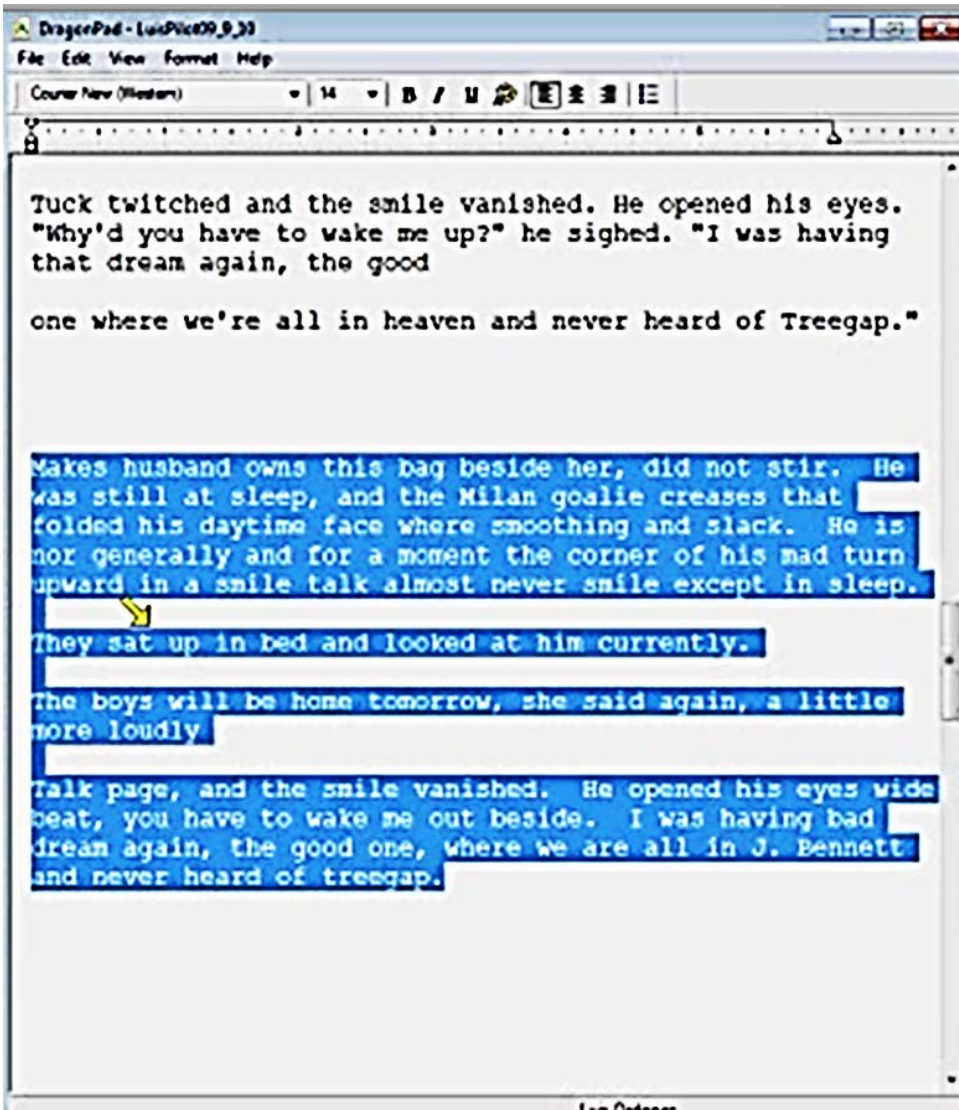 DragonPad - LuisPilot09_9_30
File Edit View Format Help
Courier New (Western) 14 B I U
Tuck twitched and the smile vanished. He opened his eyes.
"Why'd you have to wake me up?" he sighed. "I was having
that dream again, the good
one where we're all in heaven and never heard of Treegap."
Makes husband owns this bag beside her, did not stir. He
was still at sleep, and the Milan goalie creases that
folded his daytime face where smoothing and slack. He is
nor generally and for a moment the corner of his mad turn
upward in a smile talk almost never smile except in sleep.
They sat up in bed and looked at him currently.
The boys will be home tomorrow, she said again, a little
more loudly
Talk page, and the smile vanished. He opened his eyes wide
beat, you have to wake me out beside. I was having bad
dream again, the good one, where we are all in J. Bennett
and never heard of treegap.